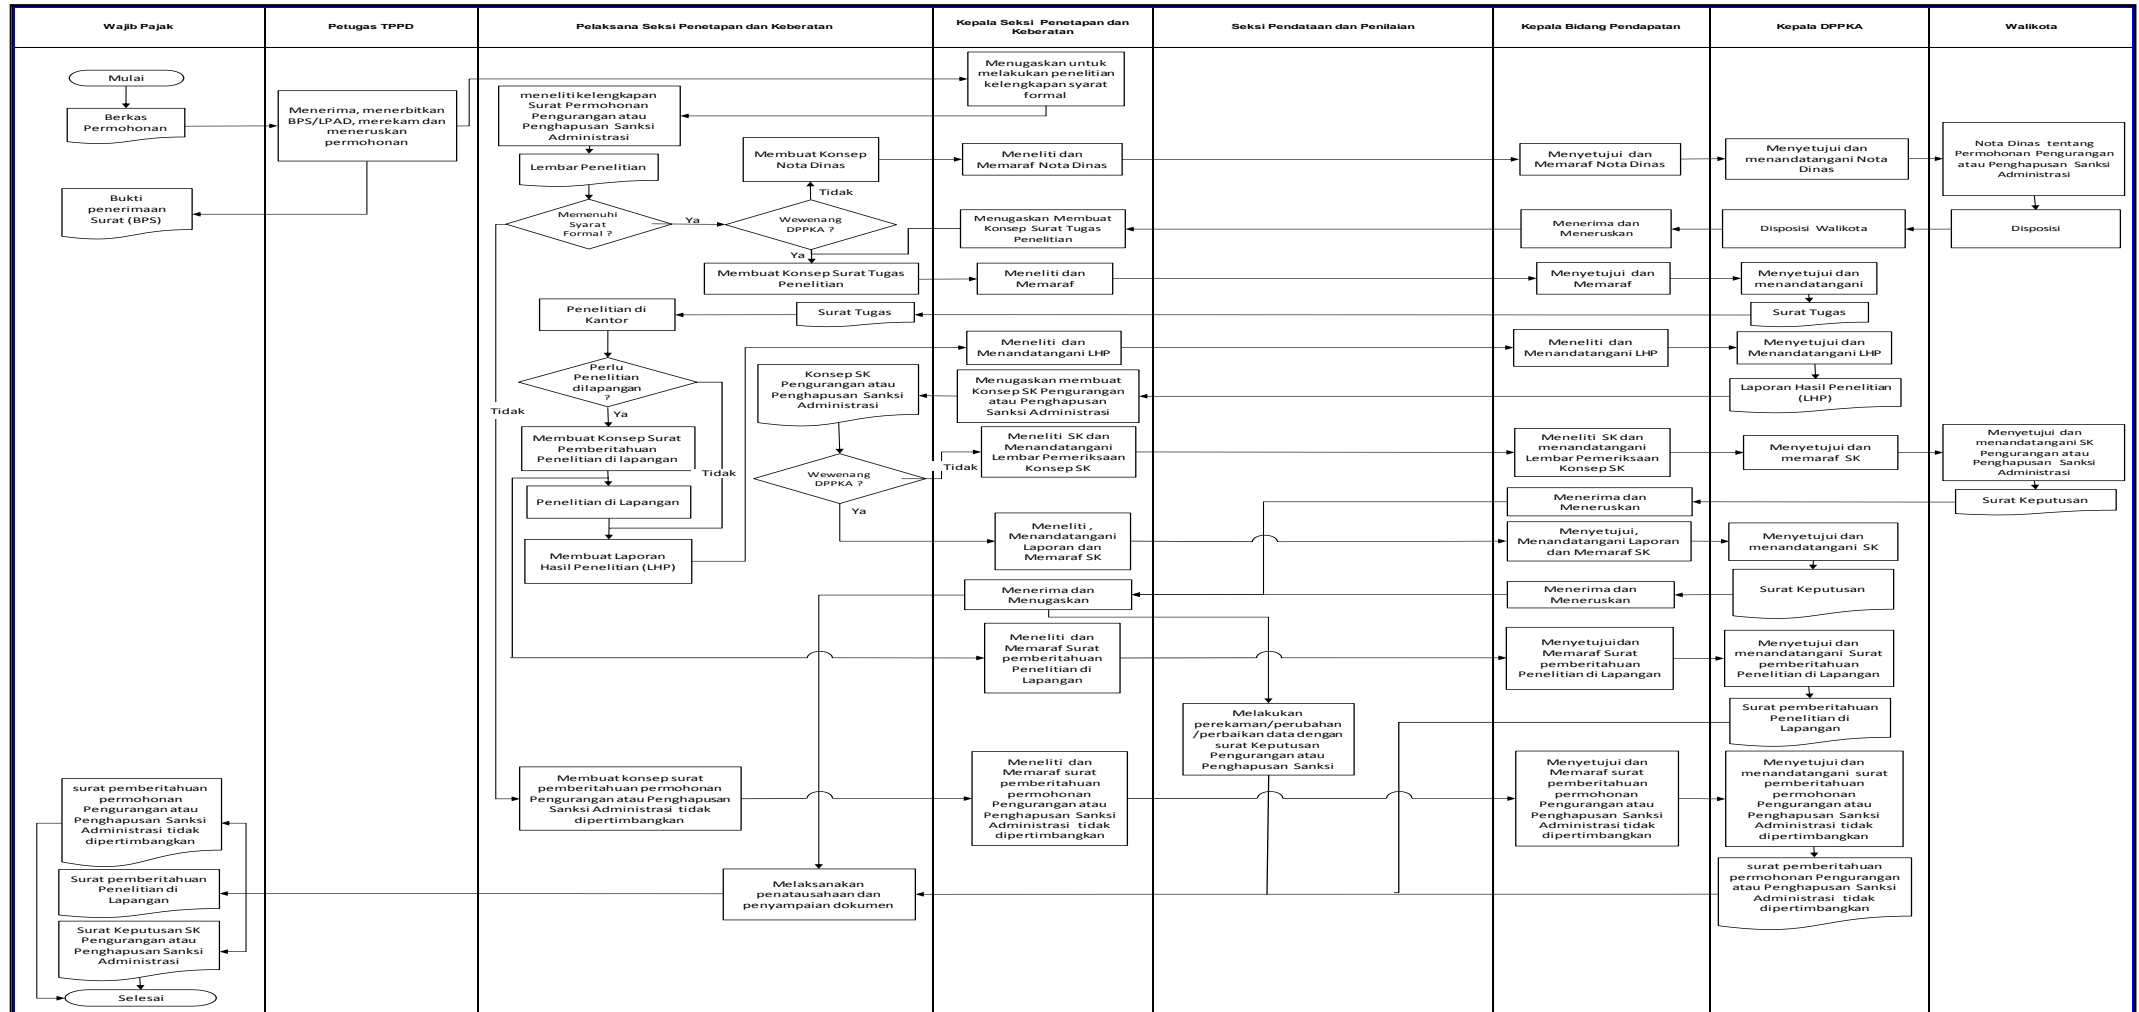 Wajib Pajak
Petugas TPPD
Pelaksana Seksi Penetapan dan Keberatan
Kepala Seksi Penetapan dan
Keberatan
Seksi Pendataan dan Penilaian
Kepala Bidang Pendapatan
Kepala DPPKA
Walikota
Mulai
Berkas
Permohonan
Menerima, menerbitkan
BPS/LPAD, merekam dan
meneruskan
permohonan
Bukti
penerimaan
Surat (BPS)
Menugaskan untuk
melakukan penelitian
kelengkapan syarat
formal
meneliti kelengkapan
Surat Permohonan
Pengurangan atau
Penghapusan Sanksi
Administrasi
Lembar Penelitian
Memenuhi
Syarat
Formal ?
Ya
Tidak
Wewenang
DPPKA ?
Tidak
Ya
Membuat Konsep
Nota Dinas
Meneliti dan
Memaraf Nota Dinas
Menyetujui dan
Memaraf Nota Dinas
Menyetujui dan
menandatangani Nota
Dinas
Nota Dinas tentang
Permohonan Pengurangan
atau Penghapusan Sanksi
Administrasi
Disposisi
Disposisi Walikota
Menerima dan
Meneruskan
Menugaskan Membuat
Konsep Surat Tugas
Penelitian
Membuat Konsep Surat Tugas
Penelitian
Meneliti dan
Memaraf
Menyetujui dan
Memaraf
Menyetujui dan
menandatangani
Surat Tugas
Surat Tugas
Penelitian di
Kantor
Perlu
Penelitian
dilapangan
?
Ya
Tidak
Membuat Konsep Surat
Pemberitahuan
Penelitian di lapangan
Penelitian di Lapangan
Membuat Laporan
Hasil Penelitian (LHP)
Meneliti dan
Menandatangani LHP
Meneliti dan
Menandatangani LHP
Menyetujui dan
Menandatangani LHP
Laporan Hasil Penelitian
(LHP)
Menugaskan membuat
Konsep SK Pengurangan
atau Penghapusan
Sanksi Administrasi
Konsep SK
Pengurangan atau
Penghapusan Sanksi
Administrasi
Wewenang
DPPKA ?
Tidak
Ya
Meneliti SK dan
Menandatangani
Lembar Pemeriksaan
Konsep SK
Meneliti SK dan
menandatangani
Lembar Pemeriksaan
Konsep SK
Menyetujui dan
memaraf SK
Menyetujui dan
menandatangani SK
Pengurangan atau
Penghapusan Sanksi
Administrasi
Surat Keputusan
Menerima dan
Meneruskan
Meneliti ,
Menandatangani
Laporan dan
Memaraf SK
Menyetujui,
Menandatangani Laporan
dan Memaraf SK
Menyetujui dan
menandatangani SK
Surat Keputusan
Menerima dan
Meneruskan
Menerima dan
Menugaskan
Meneliti dan
Memaraf Surat
pemberitahuan
Penelitian di
Lapangan
Menyetujuidan
Memaraf Surat
pemberitahuan
Penelitian di Lapangan
Menyetujui dan
menandatangani Surat
pemberitahuan
Penelitian di Lapangan
Surat pemberitahuan
Penelitian di
Lapangan
Melakukan
perekaman/perubahan
/perbaikan data dengan
surat Keputusan
Pengurangan atau
Penghapusan Sanksi
Membuat konsep surat
pemberitahuan permohonan
Pengurangan atau Penghapusan
Sanksi Administrasi tidak
dipertimbangkan
Meneliti dan
Memaraf surat
pemberitahuan
permohonan
Pengurangan atau
Penghapusan Sanksi
Administrasi tidak
dipertimbangkan
Menyetujui dan
Memaraf surat
pemberitahuan
permohonan
Pengurangan atau
Penghapusan Sanksi
Administrasi tidak
dipertimbangkan
Menyetujui dan
menandatangani surat
pemberitahuan
permohonan
Pengurangan atau
Penghapusan Sanksi
Administrasi tidak
dipertimbangkan
surat pemberitahuan
permohonan Pengurangan
atau Penghapusan Sanksi
Administrasi tidak
dipertimbangkan
Melaksanakan
penatausahaan dan
penyampaian dokumen
surat pemberitahuan
permohonan
Pengurangan atau
Penghapusan Sanksi
Administrasi tidak
dipertimbangkan
Surat pemberitahuan
Penelitian di
Lapangan
Surat Keputusan SK
Pengurangan atau
Penghapusan Sanksi
Administrasi
Selesai